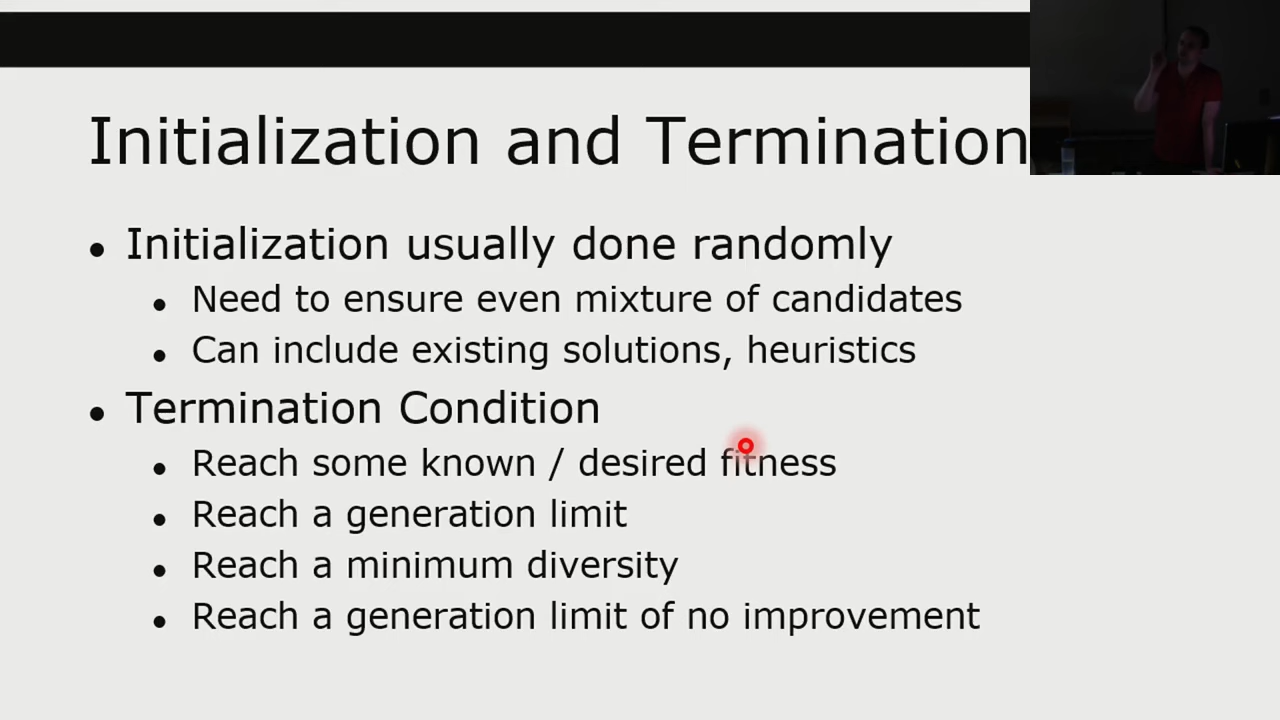 Initialization and Termination
Initialization usually done randomly
Need to ensure even mixture of candidates
Can include existing solutions, heuristics
Termination Condition
Reach some known / desired fitness
Reach a generation limit
Reach a minimum diversity
Reach a generation limit of no improvement